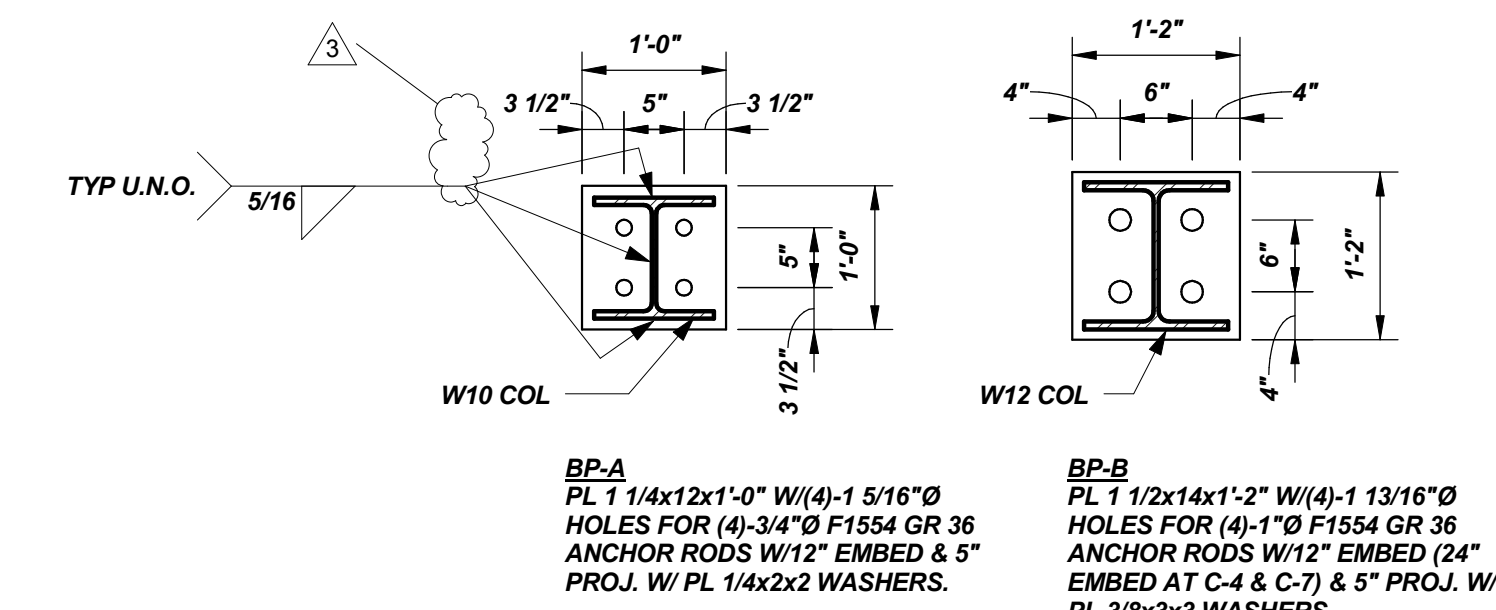 3
1'-0"
3 1/2"
5"
3 1/2"
TYP U.N.O.
5/16
5"
1'-0"
3 1/2"
W10 COL
1'-2"
4"
6"
4"
6"
1'-2"
4"
W12 COL
BP-A
PL 1 1/4x12x1'-0" W/(4)-1 5/16"Ø
HOLES FOR (4)-3/4"Ø F1554 GR 36
ANCHOR RODS W/12" EMBED & 5"
PROJ. W/ PL 1/4x2x2 WASHERS.
BP-B
PL 1 1/2x14x1'-2" W/(4)-1 13/16"Ø
HOLES FOR (4)-1"Ø F1554 GR 36
ANCHOR RODS W/12" EMBED (24"
EMBED AT C-4 & C-7) & 5" PROJ. W/
PL WASHERS